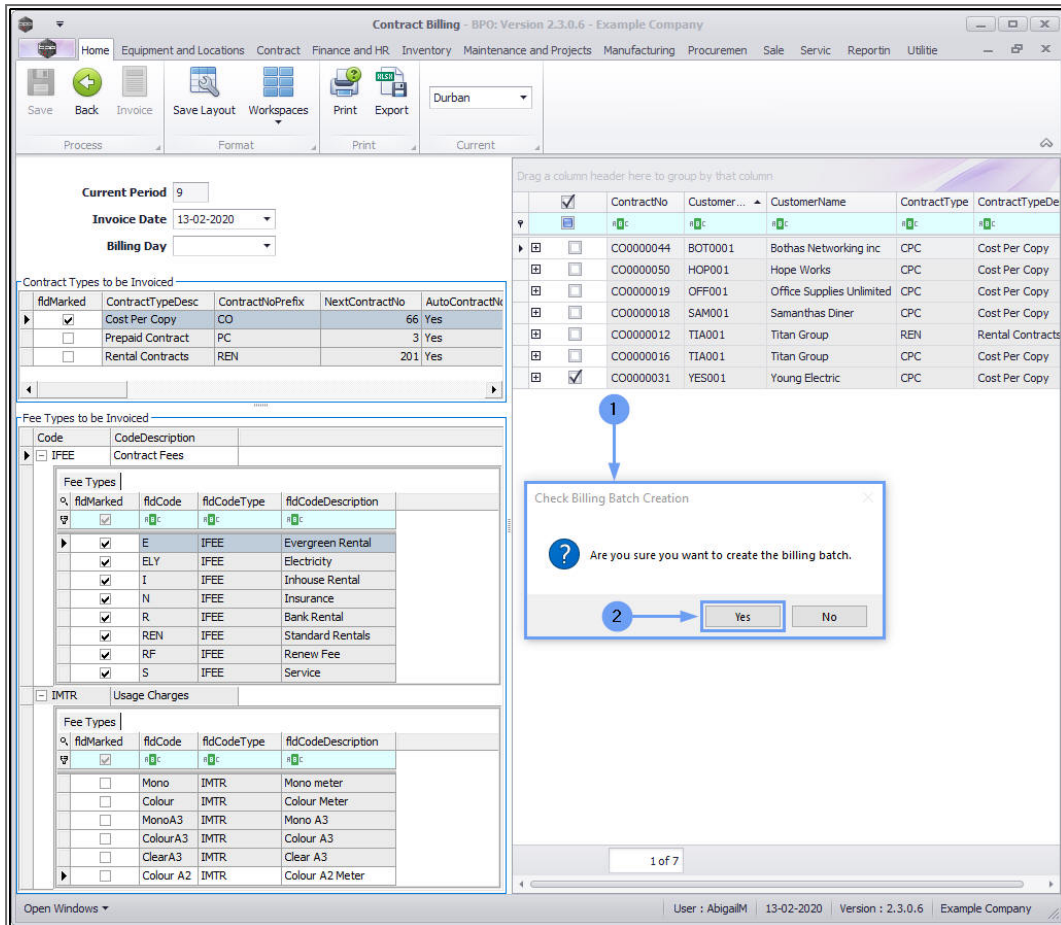 Contract Billing - BPO: Version 2.3.0.6 - Example Company
BPO
Home Equipment and Locations Contract Finance and HR Inventory Maintenance and Projects Manufacturing Procuremen Sale Servic Reportin Utilitie
Save Back Invoice Save Layout Workspaces Print Export Durban
XLSX
Process Format Print Current
Current Period 9
Invoice Date 13-02-2020
Billing Day
Contract Types to be Invoiced
fldMarked ContractTypeDesc ContractNoPrefix NextContractNo AutoContractNo
Cost Per Copy CO 66 Yes
Prepaid Contract PC 3 Yes
Rental Contracts REN 201 Yes
Fee Types to be Invoiced
Code CodeDescription
IFEE Contract Fees
Fee Types
fldMarked fldCode fldCodeType fldCodeDescription
E IFEE Evergreen Rental
ELY IFEE Electricity
I IFEE Inhouse Rental
N IFEE Insurance
R IFEE Bank Rental
REN IFEE Standard Rentals
RF IFEE Renew Fee
S IFEE Service
IMTR Usage Charges
Fee Types
fldMarked fldCode fldCodeType fldCodeDescription
Mono IMTR Mono meter
Colour IMTR Colour Meter
MonoA3 IMTR Mono A3
ColourA3 IMTR Colour A3
ClearA3 IMTR Clear A3
Colour A2 IMTR Colour A2 Meter
Drag a column header here to group by that column
ContractNo Customer... CustomerName ContractType ContractTypeDe
CO0000044 BOT0001 Bothas Networking inc CPC Cost Per Copy
CO0000050 HOP001 Hope Works CPC Cost Per Copy
CO0000019 OFF001 Office Supplies Unlimited CPC Cost Per Copy
CO0000018 SAM001 Samanthas Diner CPC Cost Per Copy
CO0000012 TIA001 Titan Group REN Rental Contracts
CO0000016 TIA001 Titan Group CPC Cost Per Copy
CO0000031 YES001 Young Electric CPC Cost Per Copy
1
Check Billing Batch Creation
Are you sure you want to create the billing batch.
2 Yes No
1 of 7
Open Windows User : AbigailM 13-02-2020 Version : 2.3.0.6 Example Company